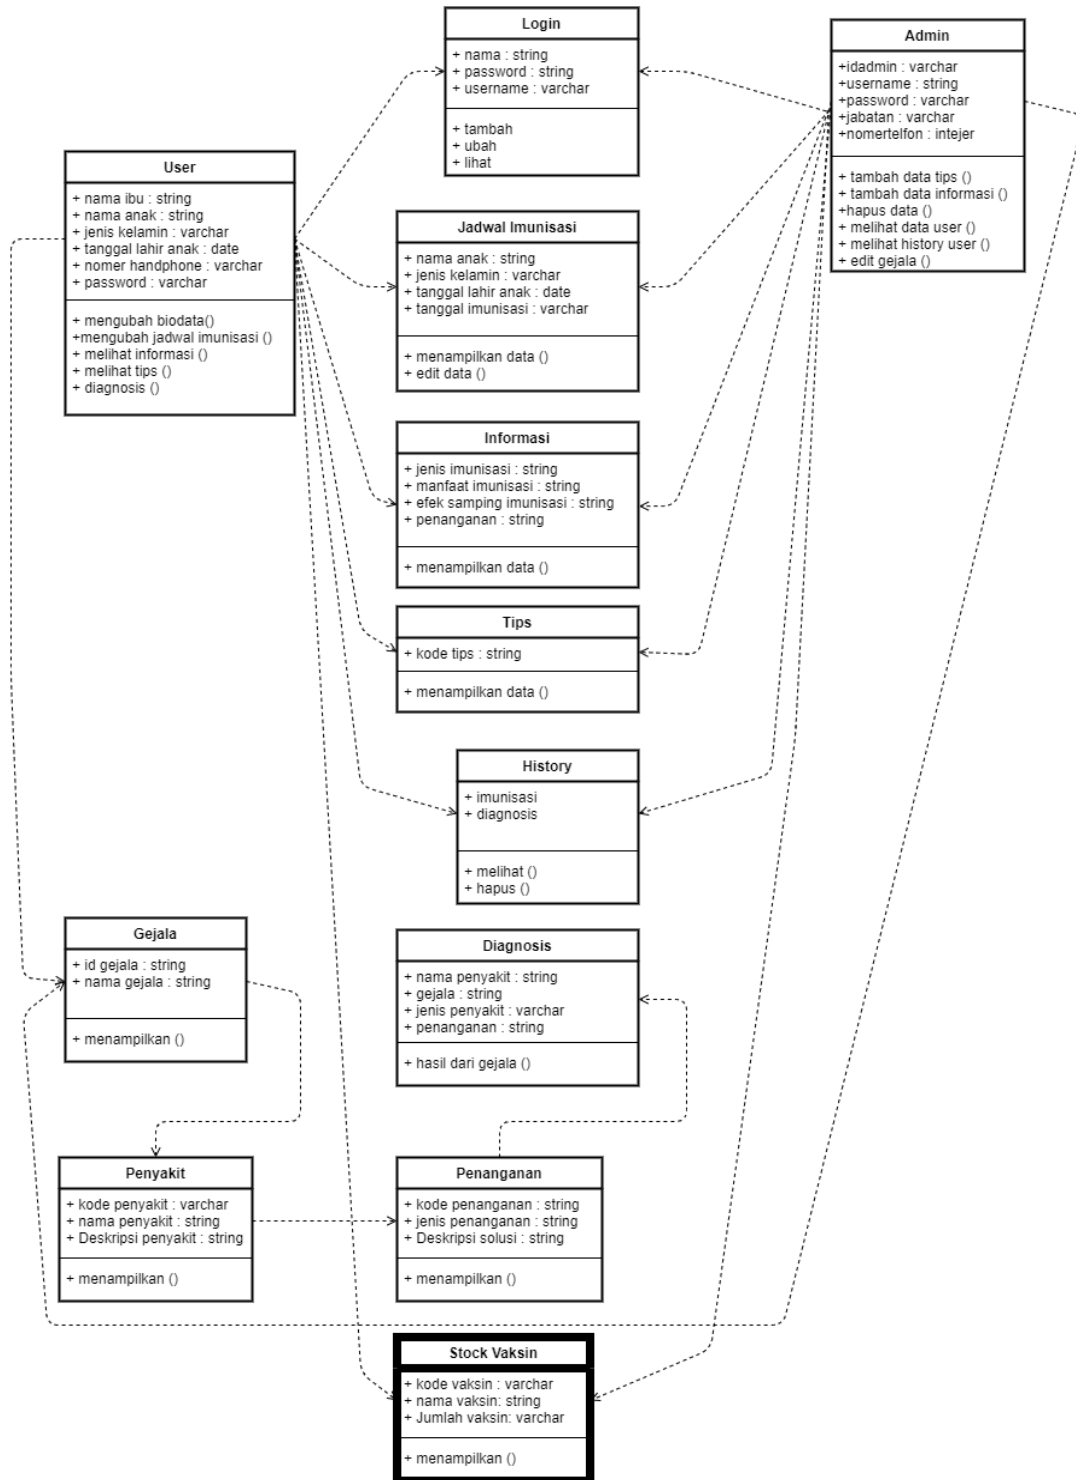 Login
+ nama : string
+ password : string
+ username : varchar
+ tambah
+ ubah
+ lihat
Admin
+idadmin : varchar
+username : string
+password : varchar
+jabatan : varchar
+nomertelfon : intejer
+ tambah data tips ()
+ tambah data informasi ()
+hapus data ()
+ melihat data user ()
+ melihat history user ()
+ edit gejala ()
User
+ nama ibu : string
+ nama anak : string
+ jenis kelamin : varchar
+ tanggal lahir anak : date
+ nomer handphone : varchar
+ password : varchar
+ mengubah biodata()
+mengubah jadwal imunisasi ()
+ melihat informasi ()
+ melihat tips ()
+ diagnosis ()
Jadwal Imunisasi
+ nama anak : string
+ jenis kelamin : varchar
+ tanggal lahir anak : date
+ tanggal imunisasi : varchar
+ menampilkan data ()
+ edit data ()
Informasi
+ jenis imunisasi : string
+ manfaat imunisasi : string
+ efek samping imunisasi : string
+ penanganan : string
+ menampilkan data ()
Tips
+ kode tips : string
+ menampilkan data ()
History
+ imunisasi
+ diagnosis
+ melihat ()
+ hapus ()
Gejala
+ id gejala : string
+ nama gejala : string
+ menampilkan ()
Diagnosis
+ nama penyakit : string
+ gejala : string
+ jenis penyakit : varchar
+ penanganan : string
+ hasil dari gejala ()
Penyakit
+ kode penyakit : varchar
+ nama penyakit : string
+ Deskripsi penyakit : string
+ menampilkan ()
Penanganan
+ kode penanganan : string
+ jenis penanganan : string
+ Deskripsi solusi : string
+ menampilkan ()
Stock Vaksin
+ kode vaksin : varchar
+ nama vaksin: string
+ Jumlah vaksin: varchar
+ menampilkan ()